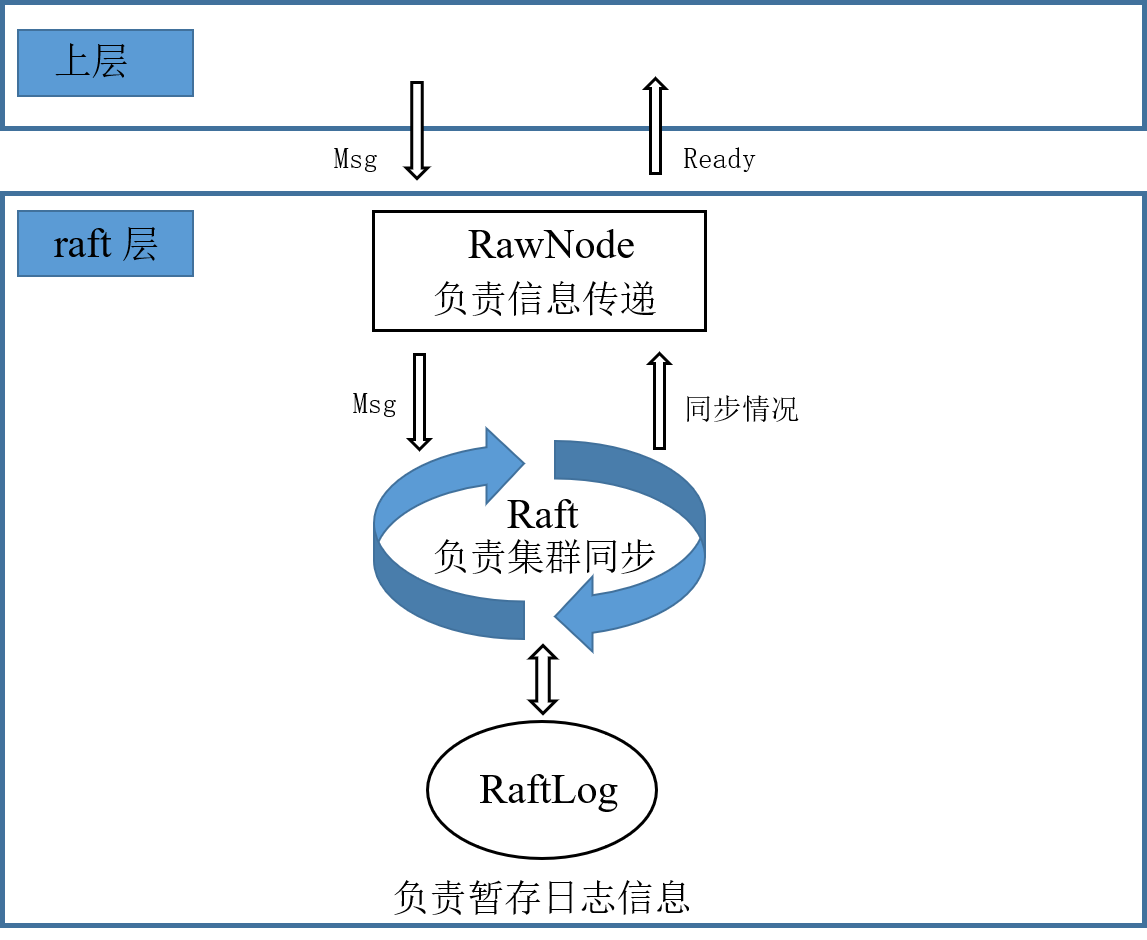 上层
Msg
Ready
raft 层
RawNode
负责信息传递
Msg
同步情况
Raft
负责集群同步
RaftLog
负责暂存日志信息